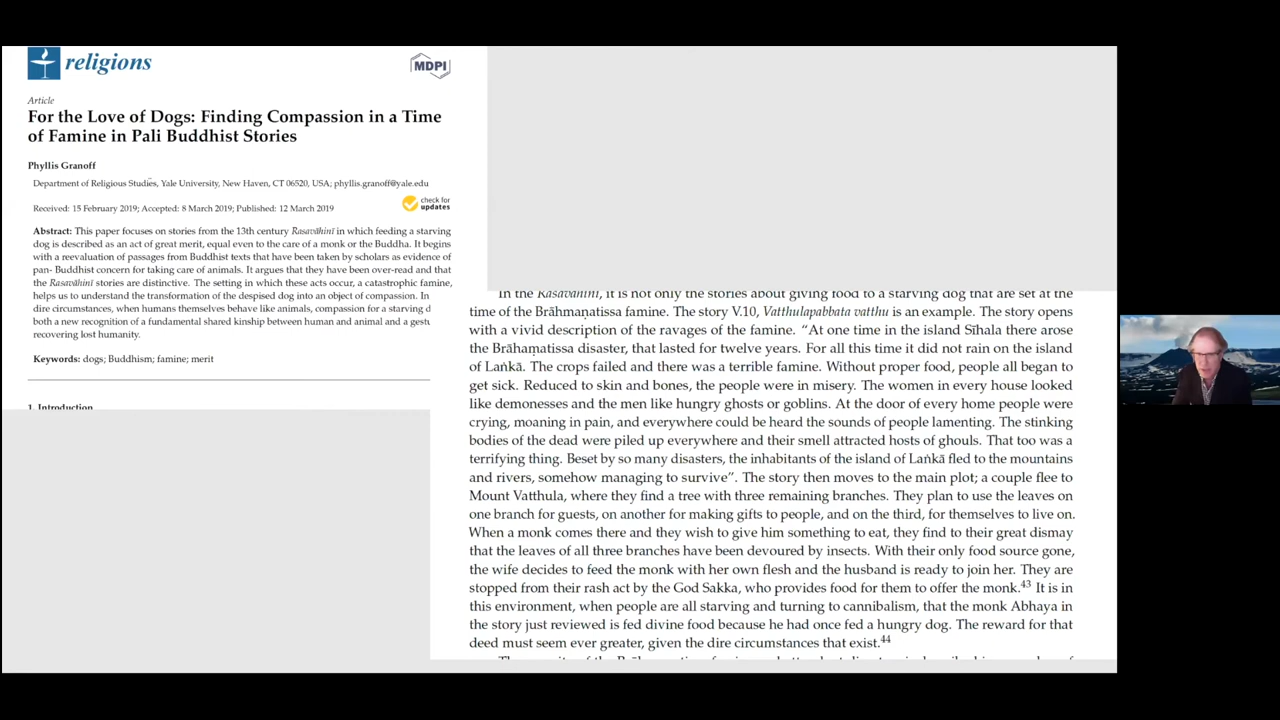 religions
MDPI
Article
For the Love of Dogs: Finding Compassion in a Time
of Famine in Pali Buddhist Stories
Phyllis Granoff
Department of Religious Studies, Yale University, New Haven, CT 06520, USA; phyllis.granoff@yale.edu
Received: 15 February 2019; Accepted: 8 March 2019; Published: 12 March 2019
check for
updates
Abstract: This paper focuses on stories from the 13th century Rasavāhinī in which feeding a starving
dog is described as an act of great merit, equal even to the care of a monk or the Buddha. It begins
with a reevaluation of passages from Buddhist texts that have been taken by scholars as evidence of
pan- Buddhist concern for taking care of animals. It argues that they have been over-read and that
the Rasavāhinī stories are distinctive. The setting in which these acts occur, a catastrophic famine,
helps us to understand the transformation of the despised dog into an object of compassion. In
dire circumstances, when humans themselves behave like animals, compassion for a starving d
both a new recognition of a fundamental shared kinship between human and animal and a gestu
recovering lost humanity.
Keywords: dogs; Buddhism; famine; merit
1. Introduction
In the Rasavāhinī, it is not only the stories about giving food to a starving dog that are set at the
time of the Brāhmaṇatissa famine. The story V.10, Vatthulapabbata vatthu is an example. The story opens
with a vivid description of the ravages of the famine. “At one time in the island Sīhala there arose
the Brāhaṃatissa disaster, that lasted for twelve years. For all this time it did not rain on the island
of Laṅkā. The crops failed and there was a terrible famine. Without proper food, people all began to
get sick. Reduced to skin and bones, the people were in misery. The women in every house looked
like demonesses and the men like hungry ghosts or goblins. At the door of every home people were
crying, moaning in pain, and everywhere could be heard the sounds of people lamenting. The stinking
bodies of the dead were piled up everywhere and their smell attracted hosts of ghouls. That too was a
terrifying thing. Beset by so many disasters, the inhabitants of the island of Laṅkā fled to the mountains
and rivers, somehow managing to survive”. The story then moves to the main plot; a couple flee to
Mount Vatthula, where they find a tree with three remaining branches. They plan to use the leaves on
one branch for guests, on another for making gifts to people, and on the third, for themselves to live on.
When a monk comes there and they wish to give him something to eat, they find to their great dismay
that the leaves of all three branches have been devoured by insects. With their only food source gone,
the wife decides to feed the monk with her own flesh and the husband is ready to join her. They are
stopped from their rash act by the God Sakka, who provides food for them to offer the monk.43 It is in
this environment, when people are all starving and turning to cannibalism, that the monk Abhaya in
the story just reviewed is fed divine food because he had once fed a hungry dog. The reward for that
deed must seem ever greater, given the dire circumstances that exist.44